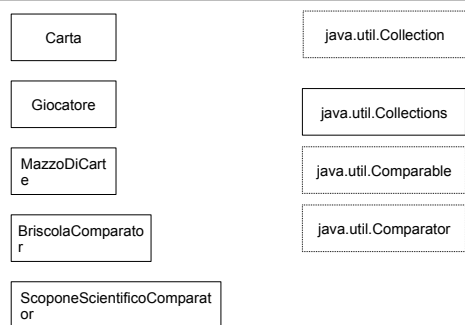 Carta
java.util.Collection
Giocatore
java.util.Collections
MazzoDiCart
e
java.util.Comparable
BriscolaComparato
r
java.util.Comparator
ScoponeScientificoComparat
or